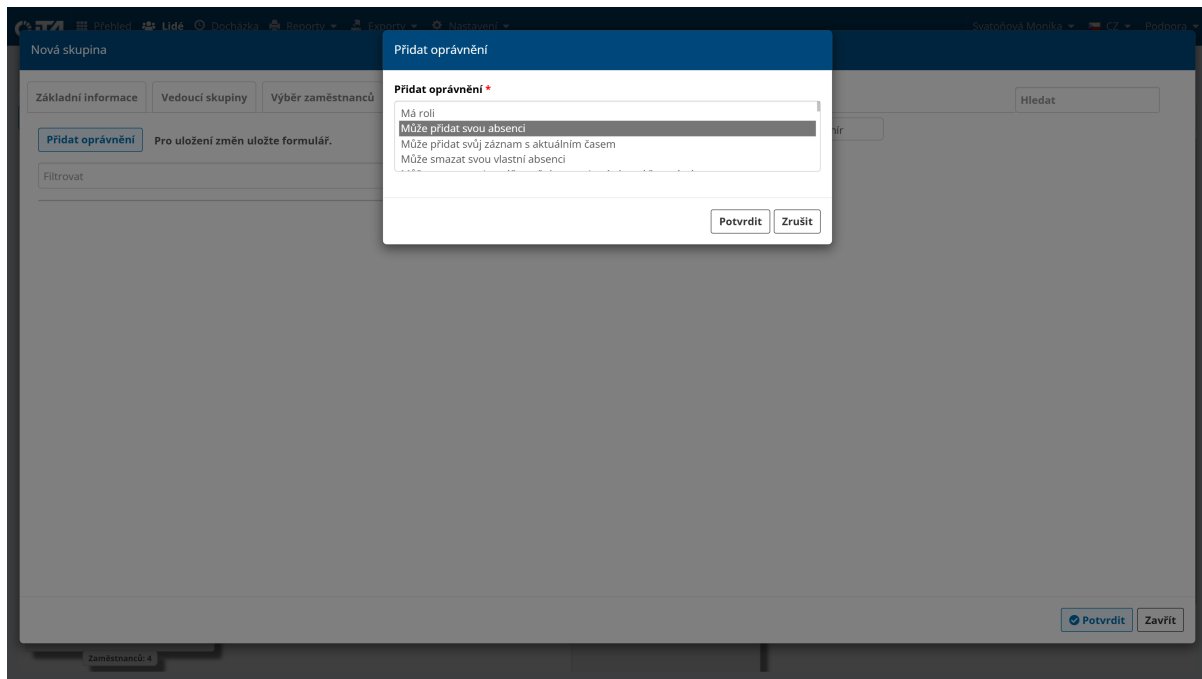 Přehled Lidé Docházka Reporty Exporty Nastavení Svatoňová Monika CZ Podpora
Nová skupina
Přidat oprávnění
Základní informace Vedoucí skupiny Výběr zaměstnanců
Hledat
Přidat oprávnění *
Má roli
Může přidat svou absenci
Může přidat svůj záznam s aktuálním časem
Může smazat svou vlastní absenci
Přidat oprávnění Pro uložení změn uložte formulář.
Filtrovat
Potvrdit Zrušit
Potvrdit Zavřít
Zaměstnanců: 4